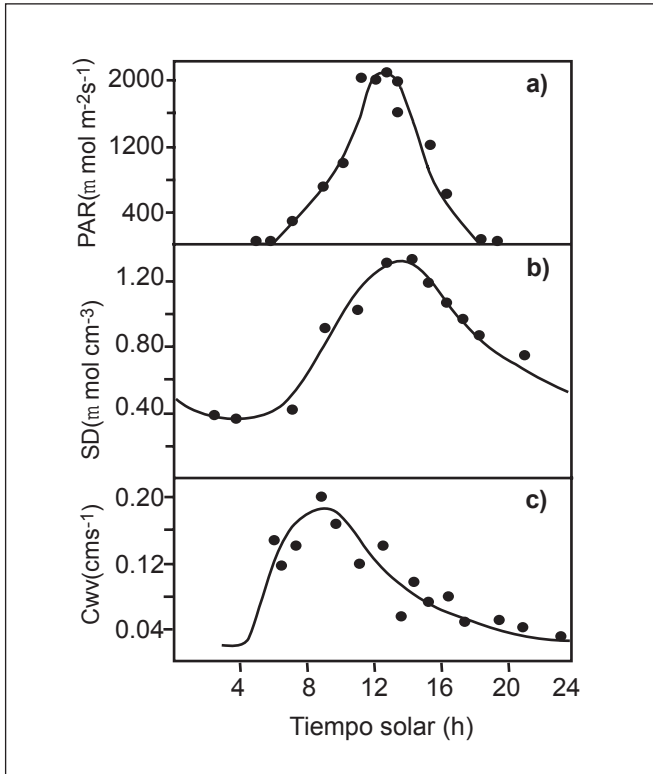 a)
PAR(m mol m-2s-1)
2000
1200
400
b)
SD(m mol cm-3)
1.20
0.80
0.40
c)
Cwv(cms-1)
0.20
0.12
0.04
4 8 12 16 20 24
Tiempo solar (h)